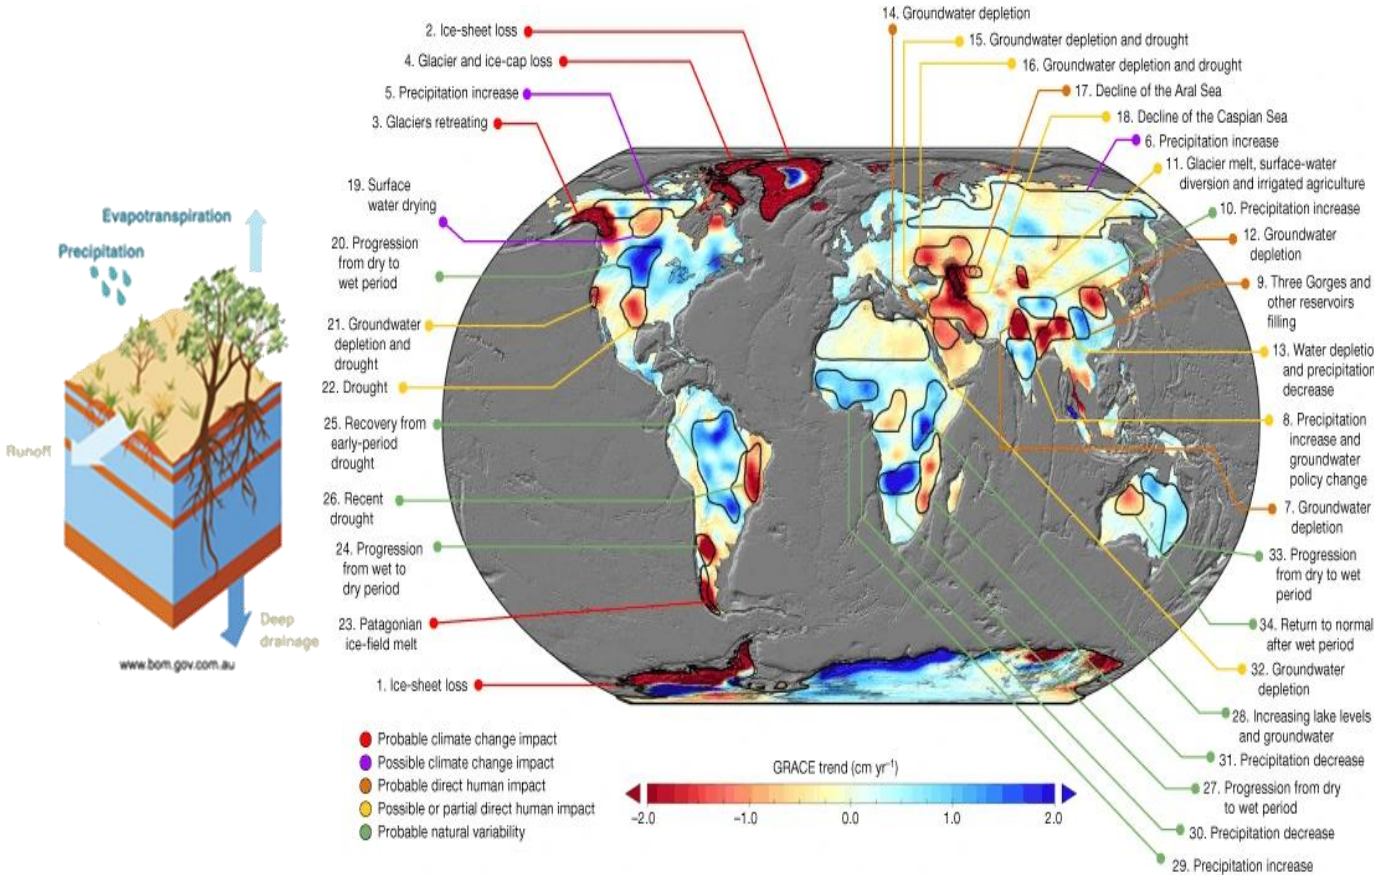 Evapotranspiration
Precipitation
Runoff
Deep
drainage
www.bom.gov.com.au
2. Ice-sheet loss
4. Glacier and ice-cap loss
5. Precipitation increase
3. Glaciers retreating
19. Surface
water drying
20. Progression
from dry to
wet period
21. Groundwater
depletion and
drought
22. Drought
25. Recovery from
early-period
drought
26. Recent
drought
24. Progression
from wet to
dry period
23. Patagonian
ice-field melt
1. Ice-sheet loss
14. Groundwater depletion
15. Groundwater depletion and drought
16. Groundwater depletion and drought
17. Decline of the Aral Sea
18. Decline of the Caspian Sea
6. Precipitation increase
11. Glacier melt, surface-water
diversion and irrigated agriculture
10. Precipitation increase
12. Groundwater
depletion
9. Three Gorges and
other reservoirs
filling
13. Water depletio
and precipitation
decrease
8. Precipitation
increase and
groundwater
policy change
7. Groundwater
depletion
33. Progression
from dry to wet
period
34. Return to normal
after wet period
32. Groundwater
depletion
28. Increasing lake levels
and groundwater
31. Precipitation decrease
27. Progression from dry
to wet period
30. Precipitation decrease
29. Precipitation increase
Probable climate change impact
Possible climate change impact
Probable direct human impact
Possible or partial direct human impact
Probable natural variability
GRACE trend (cm yr⁻¹)
−2.0 −1.0 0.0 1.0 2.0